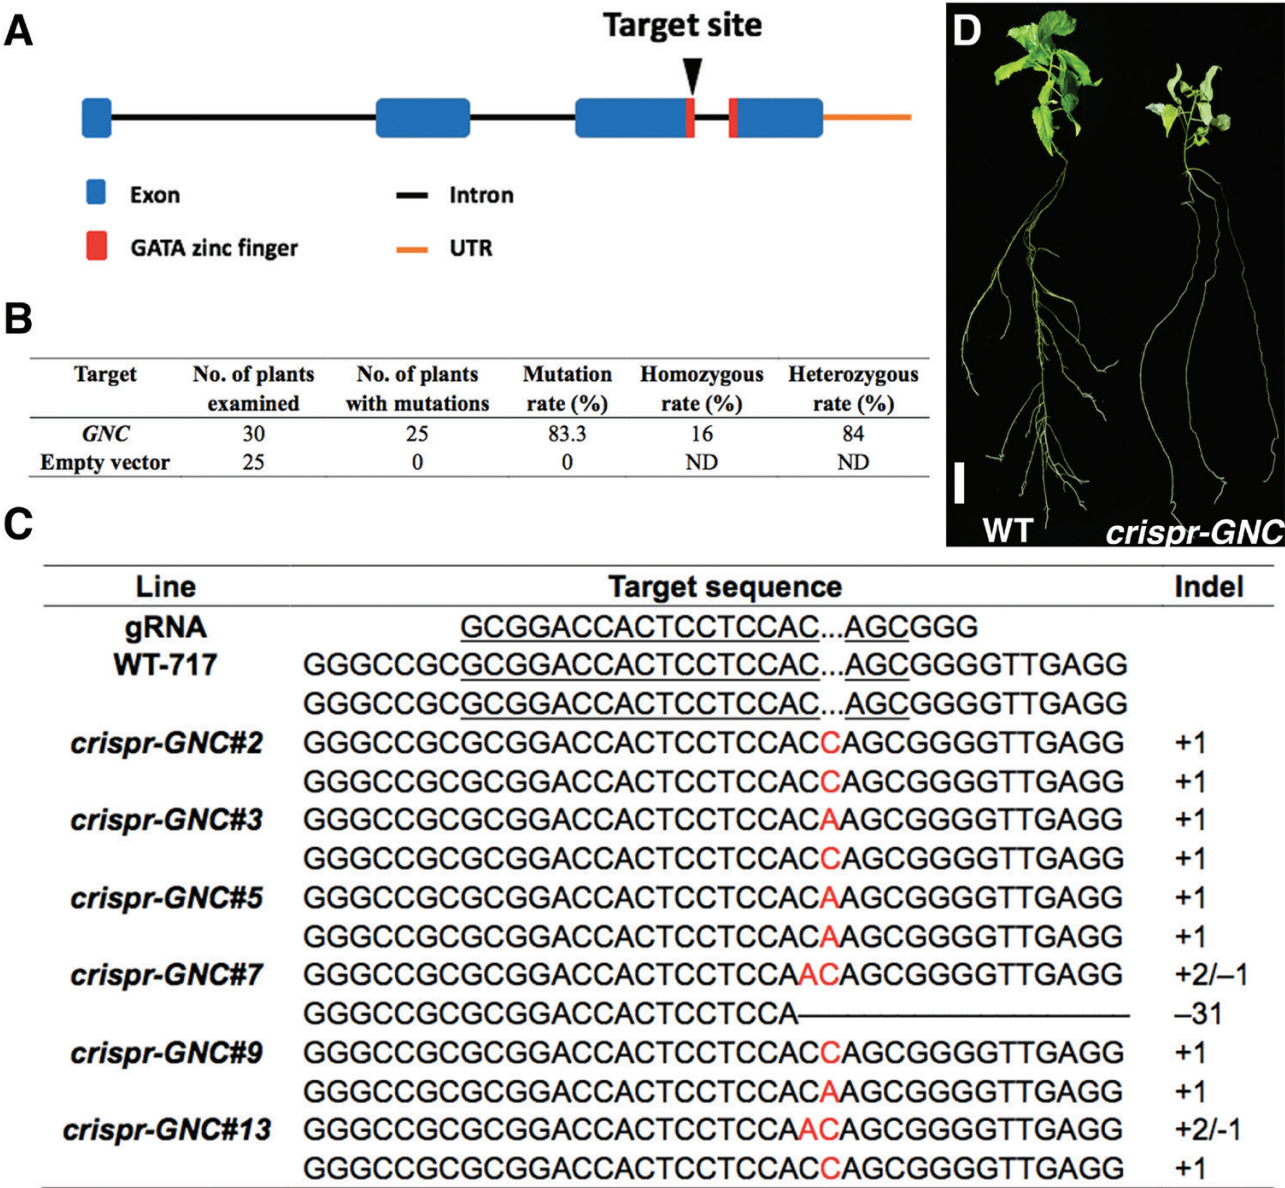 A
Target site
Exon
Intron
GATA zinc finger
UTR
B
Target No. of plants examined No. of plants with mutations Mutation rate (%) Homozygous rate (%) Heterozygous rate (%)
GNC 30 25 83.3 16 84
Empty vector 25 0 0 ND ND
D
WT
crispr-GNC
C
Line Target sequence Indel
gRNA GCGGACCACTCCTCCAC...AGCGGG
WT-717 GGGCCGCGCGGACCACTCCTCCAC...AGCGGGGTTGAGG
GGGCCGCGCGGACCACTCCTCCAC...AGCGGGGTTGAGG
crispr-GNC#2 GGGCCGCGCGGACCACTCCTCCACCAGCGGGGTTGAGG +1
GGGCCGCGCGGACCACTCCTCCACCAGCGGGGTTGAGG +1
crispr-GNC#3 GGGCCGCGCGGACCACTCCTCCACAAGCGGGGTTGAGG +1
GGGCCGCGCGGACCACTCCTCCACCAGCGGGGTTGAGG +1
crispr-GNC#5 GGGCCGCGCGGACCACTCCTCCACAAGCGGGGTTGAGG +1
GGGCCGCGCGGACCACTCCTCCACAAGCGGGGTTGAGG +1
crispr-GNC#7 GGGCCGCGCGGACCACTCCTCCAACAGCGGGGTTGAGG +2/–1
GGGCCGCGCGGACCACTCCTCCA –31
crispr-GNC#9 GGGCCGCGCGGACCACTCCTCCACCAGCGGGGTTGAGG +1
GGGCCGCGCGGACCACTCCTCCACAAGCGGGGTTGAGG +1
crispr-GNC#13 GGGCCGCGCGGACCACTCCTCCAACAGCGGGGTTGAGG +2/-1
GGGCCGCGCGGACCACTCCTCCACCAGCGGGGTTGAGG +1